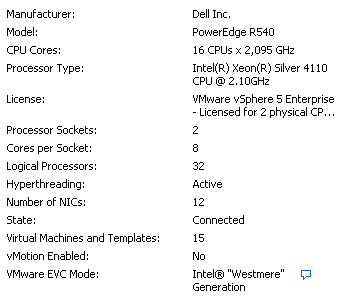 Manufacturer: Dell Inc.
Model: PowerEdge R540
CPU Cores: 16 CPUs x 2,095 GHz
Processor Type: Intel(R) Xeon(R) Silver 4110
CPU @ 2.10GHz
License: VMware vSphere 5 Enterprise
- Licensed for 2 physical CP...
Processor Sockets: 2
Cores per Socket: 8
Logical Processors: 32
Hyperthreading: Active
Number of NICs: 12
State: Connected
Virtual Machines and Templates: 15
vMotion Enabled: No
VMware EVC Mode: Intel® "Westmere"
Generation